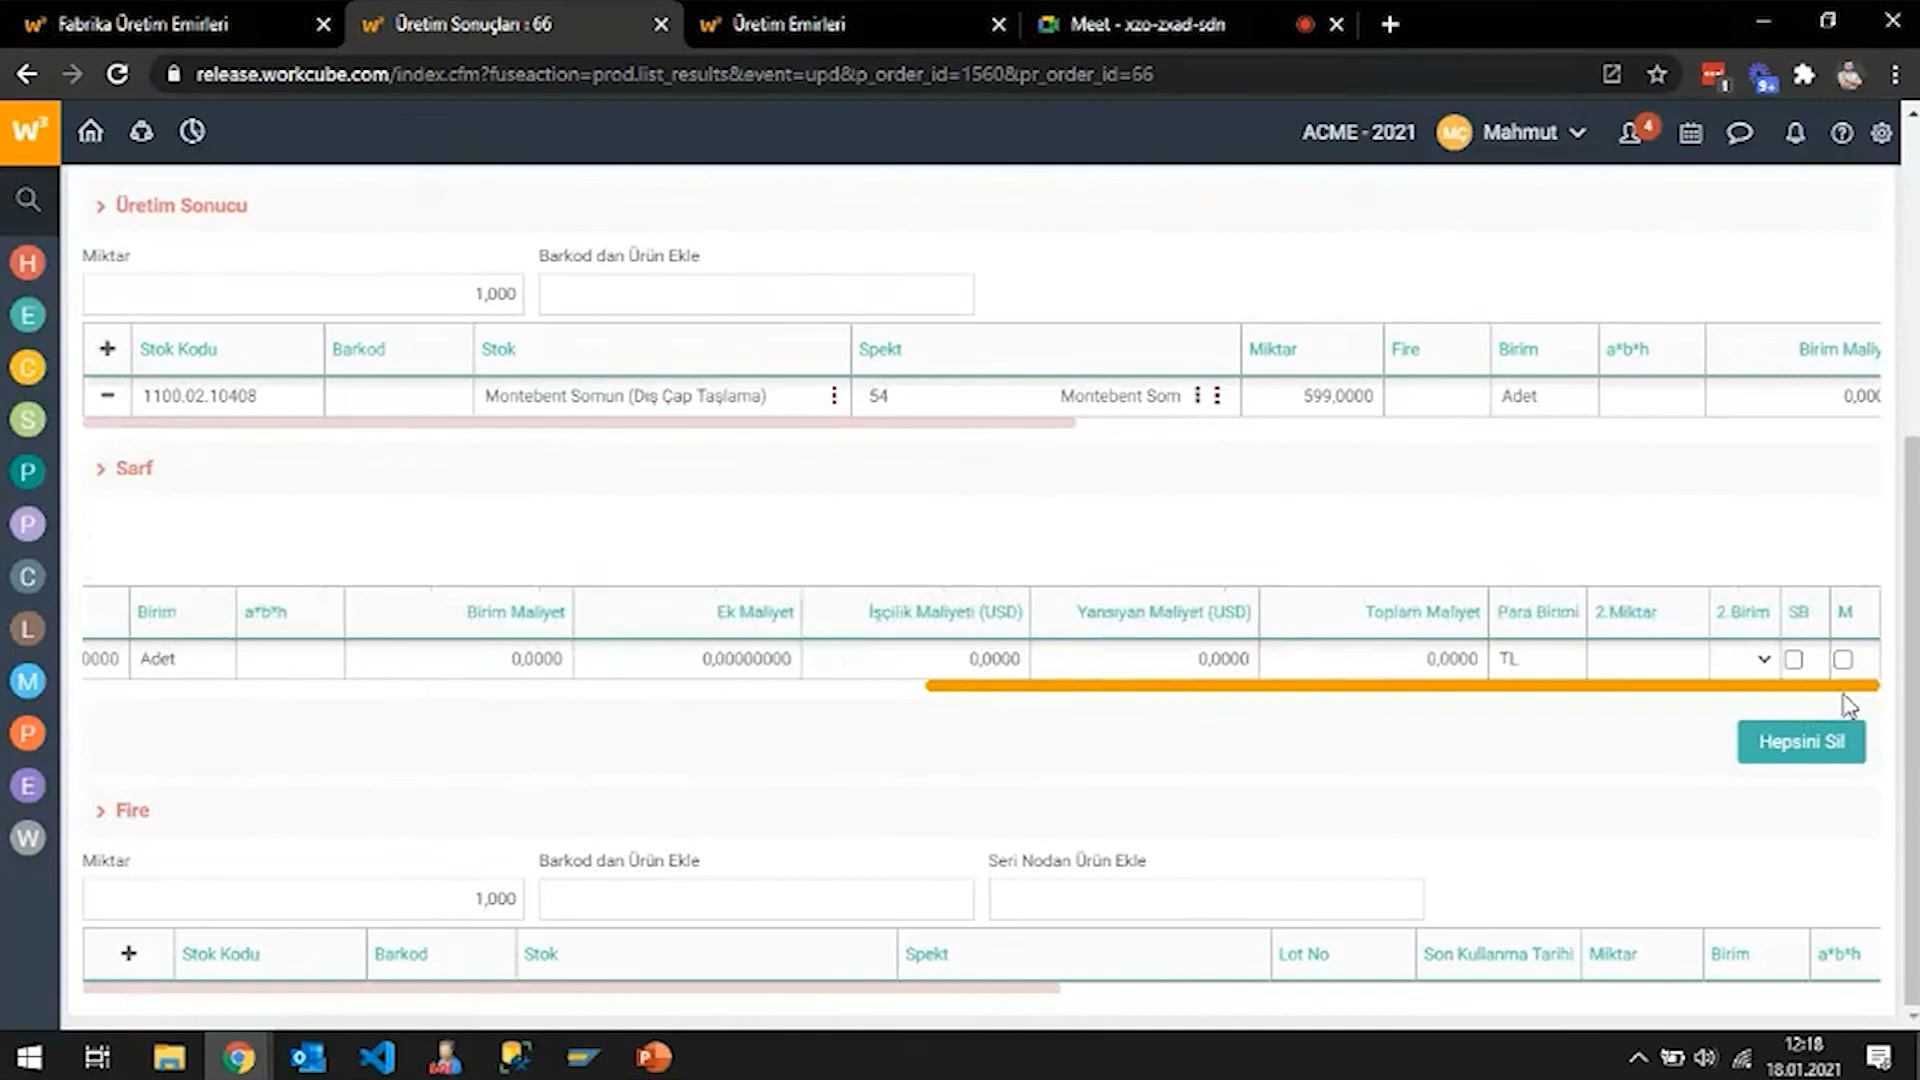 Fabrika Üretim Emirleri
Üretim Sonuçları : 66
Üretim Emirleri
Meet - xzo-zxad-sdn
release.workcube.com/index.cfm?fuseaction=prod.list_results&event=upd&p_order_id=1560&pr_order_id=66
1
9+
W³
ACME - 2021
MÇ
Mahmut
4
H
E
C
S
P
P
C
L
M
P
E
W
Üretim Sonucu
Miktar
Barkod dan Ürün Ekle
1,000
Stok Kodu
Barkod
Stok
Spekt
Miktar
Fire
Birim
a*b*h
Birim Maliy
1100.02.10408
Montebent Somun (Dış Çap Taşlama)
54
Montebent Som
599,0000
Adet
0,000
Sarf
Birim
a*b*h
Birim Maliyet
Ek Maliyet
İşçilik Maliyeti (USD)
Yansıyan Maliyet (USD)
Toplam Maliyet
Para Birimi
2.Miktar
2.Birim
SB
M
0000
Adet
0,0000
0,00000000
0,0000
0,0000
0,0000
TL
Hepsini Sil
Fire
Miktar
Barkod dan Ürün Ekle
Seri Nodan Ürün Ekle
1,000
Stok Kodu
Barkod
Stok
Spekt
Lot No
Son Kullanma Tarihi
Miktar
Birim
a*b*h
12:18
18.01.2021